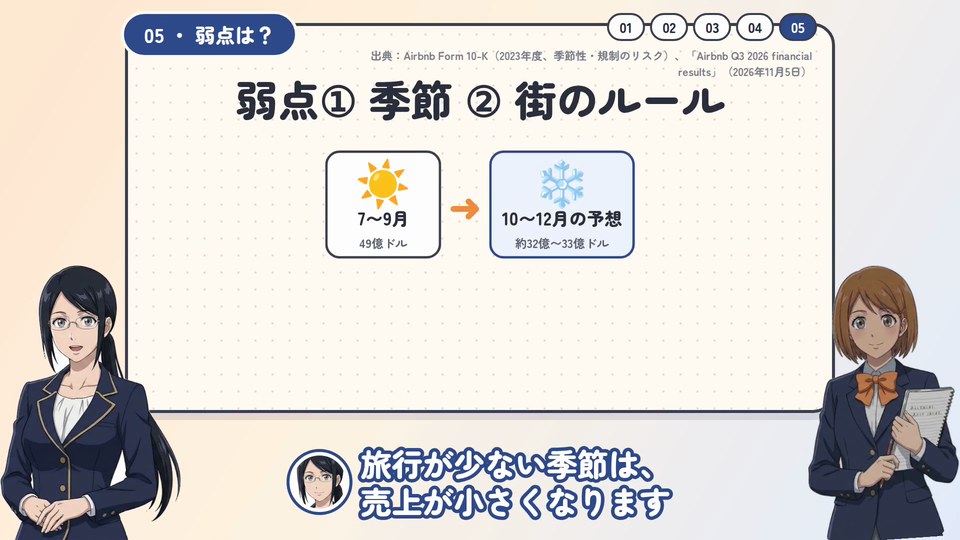 05 ・ 弱点は？
01 02 03 04 05
出典：Airbnb Form 10-K（2023年度、季節性・規制のリスク）、「Airbnb Q3 2026 financial
results」（2026年11月5日）
弱点① 季節 ② 街のルール
7〜9月
49億ドル
10〜12月の予想
約32億〜33億ドル
旅行が少ない季節は、
売上が小さくなります